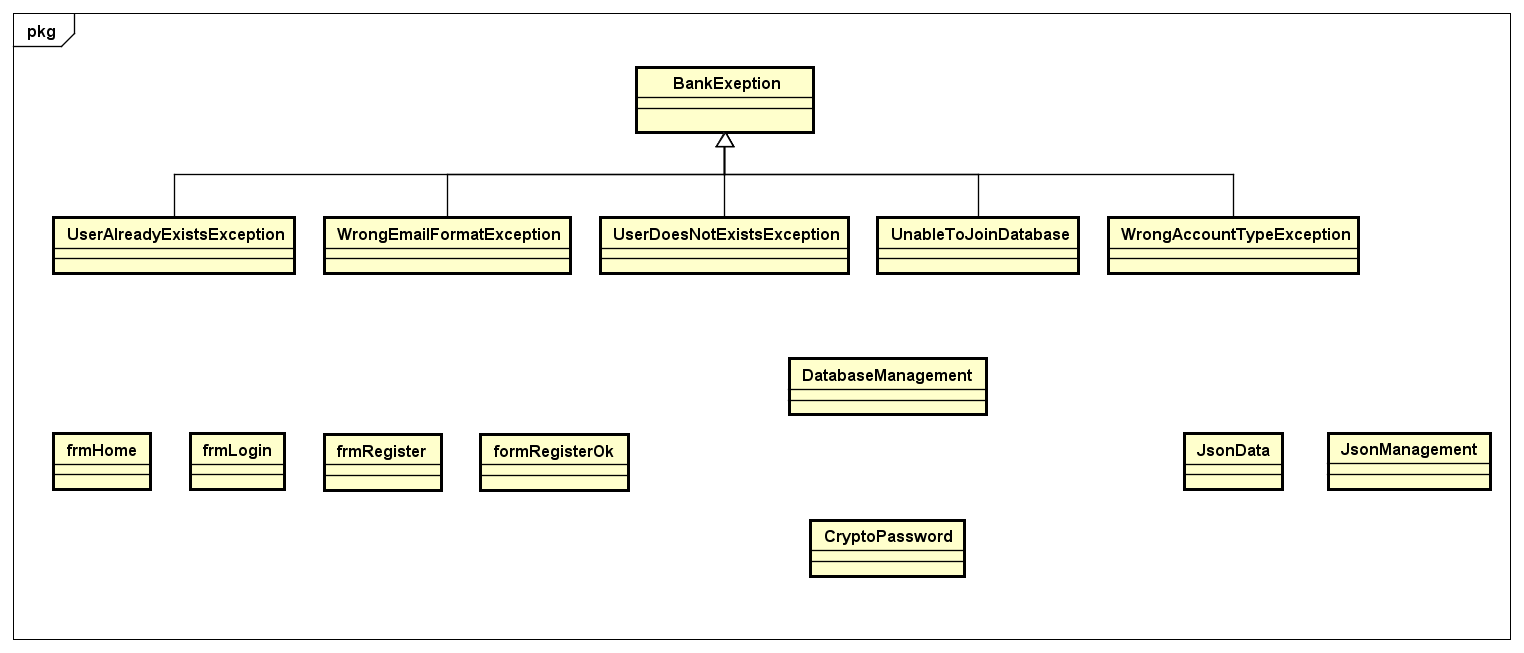 pkg
BankExeption
UserAlreadyExistsException
WrongEmailFormatException
UserDoesNotExistsException
UnableToJoinDatabase
WrongAccountTypeException
DatabaseManagement
frmHome
frmLogin
frmRegister
formRegisterOk
JsonData
JsonManagement
CryptoPassword